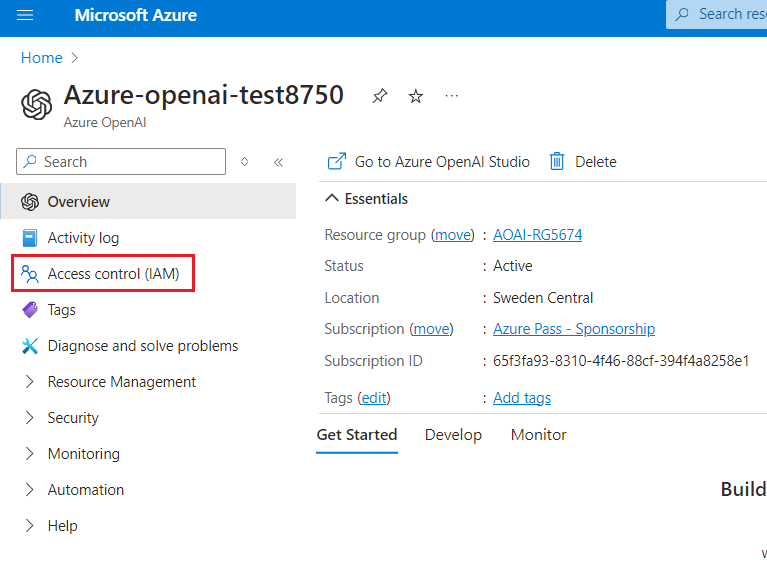 Microsoft Azure
Search res
Home
Azure-openai-test8750
Azure OpenAI
Search
Go to Azure OpenAI Studio
Delete
Overview
Activity log
Access control (IAM)
Tags
Diagnose and solve problems
Resource Management
Security
Monitoring
Automation
Help
Essentials
Resource group (move) : AOAI-RG5674
Status : Active
Location : Sweden Central
Subscription (move) : Azure Pass - Sponsorship
Subscription ID : 65f3fa93-8310-4f46-88cf-394f4a8258e1
Tags (edit) : Add tags
Get Started Develop Monitor
Build